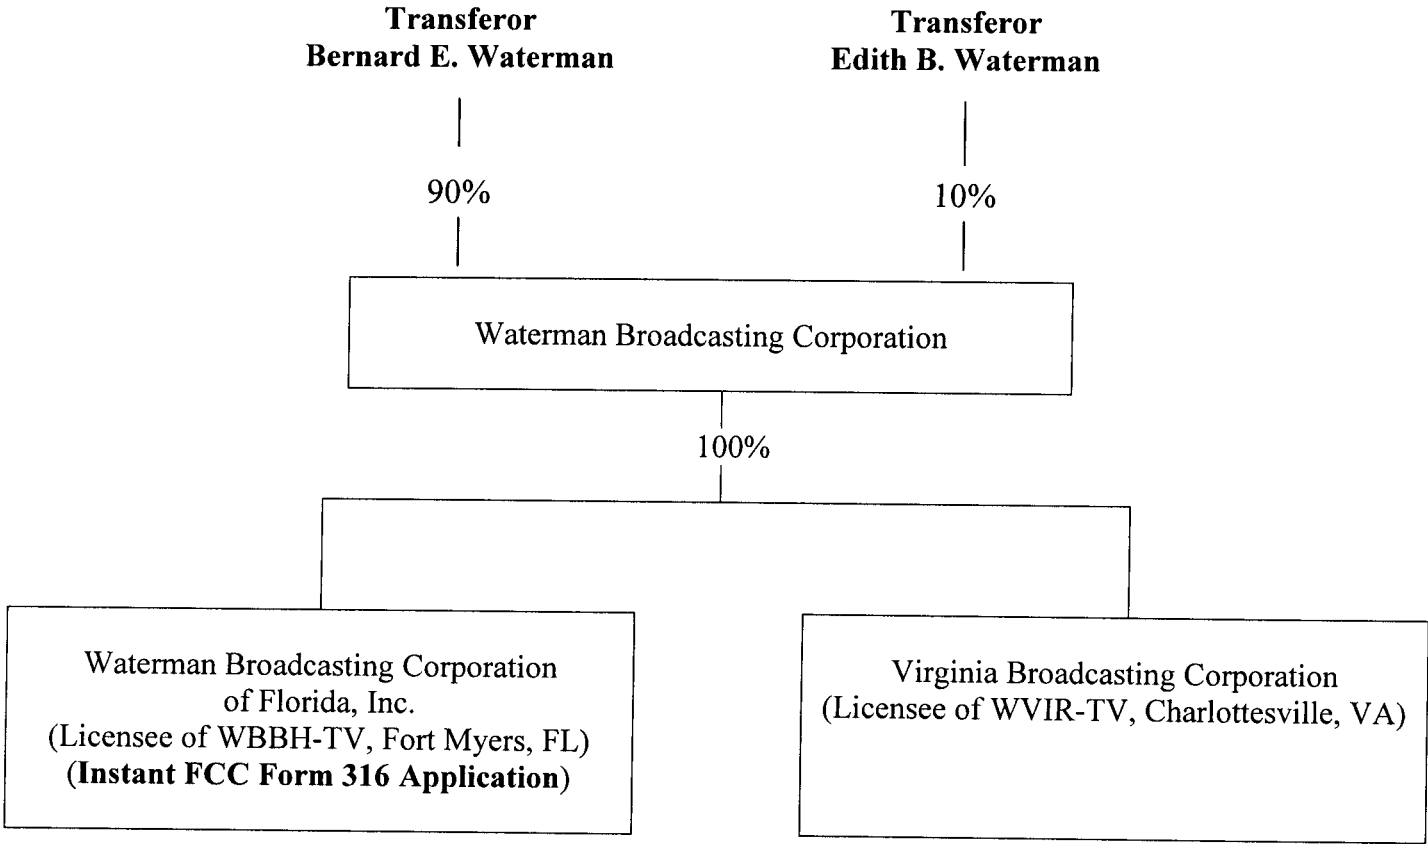 Transferor
Bernard E. Waterman
Transferor
Edith B. Waterman
90%
10%
Waterman Broadcasting Corporation
100%
Waterman Broadcasting Corporation
of Florida, Inc.
(Licensee of WBBH-TV, Fort Myers, FL)
(Instant FCC Form 316 Application)
Virginia Broadcasting Corporation
(Licensee of WVIR-TV, Charlottesville, VA)